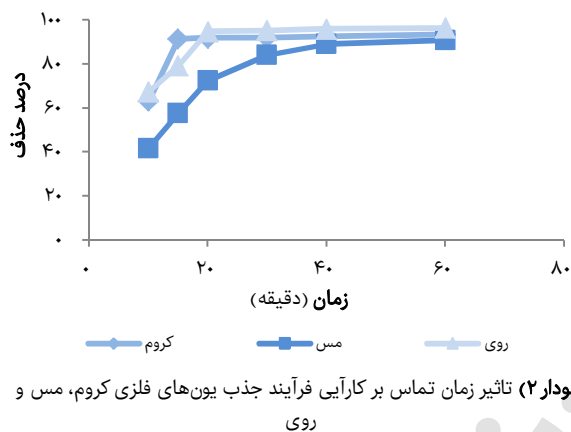 ۱۰۰
۸۰
۶۰
۴۰
۲۰
۰
درصد حذف
۰ ۲۰ ۴۰ ۶۰ ۸۰
زمان (دقیقه)
کروم مس روی
۲) تاثیر زمان تماس بر کارآیی فرآیند جذب یون‌های فلزی کروم، مس و
روی